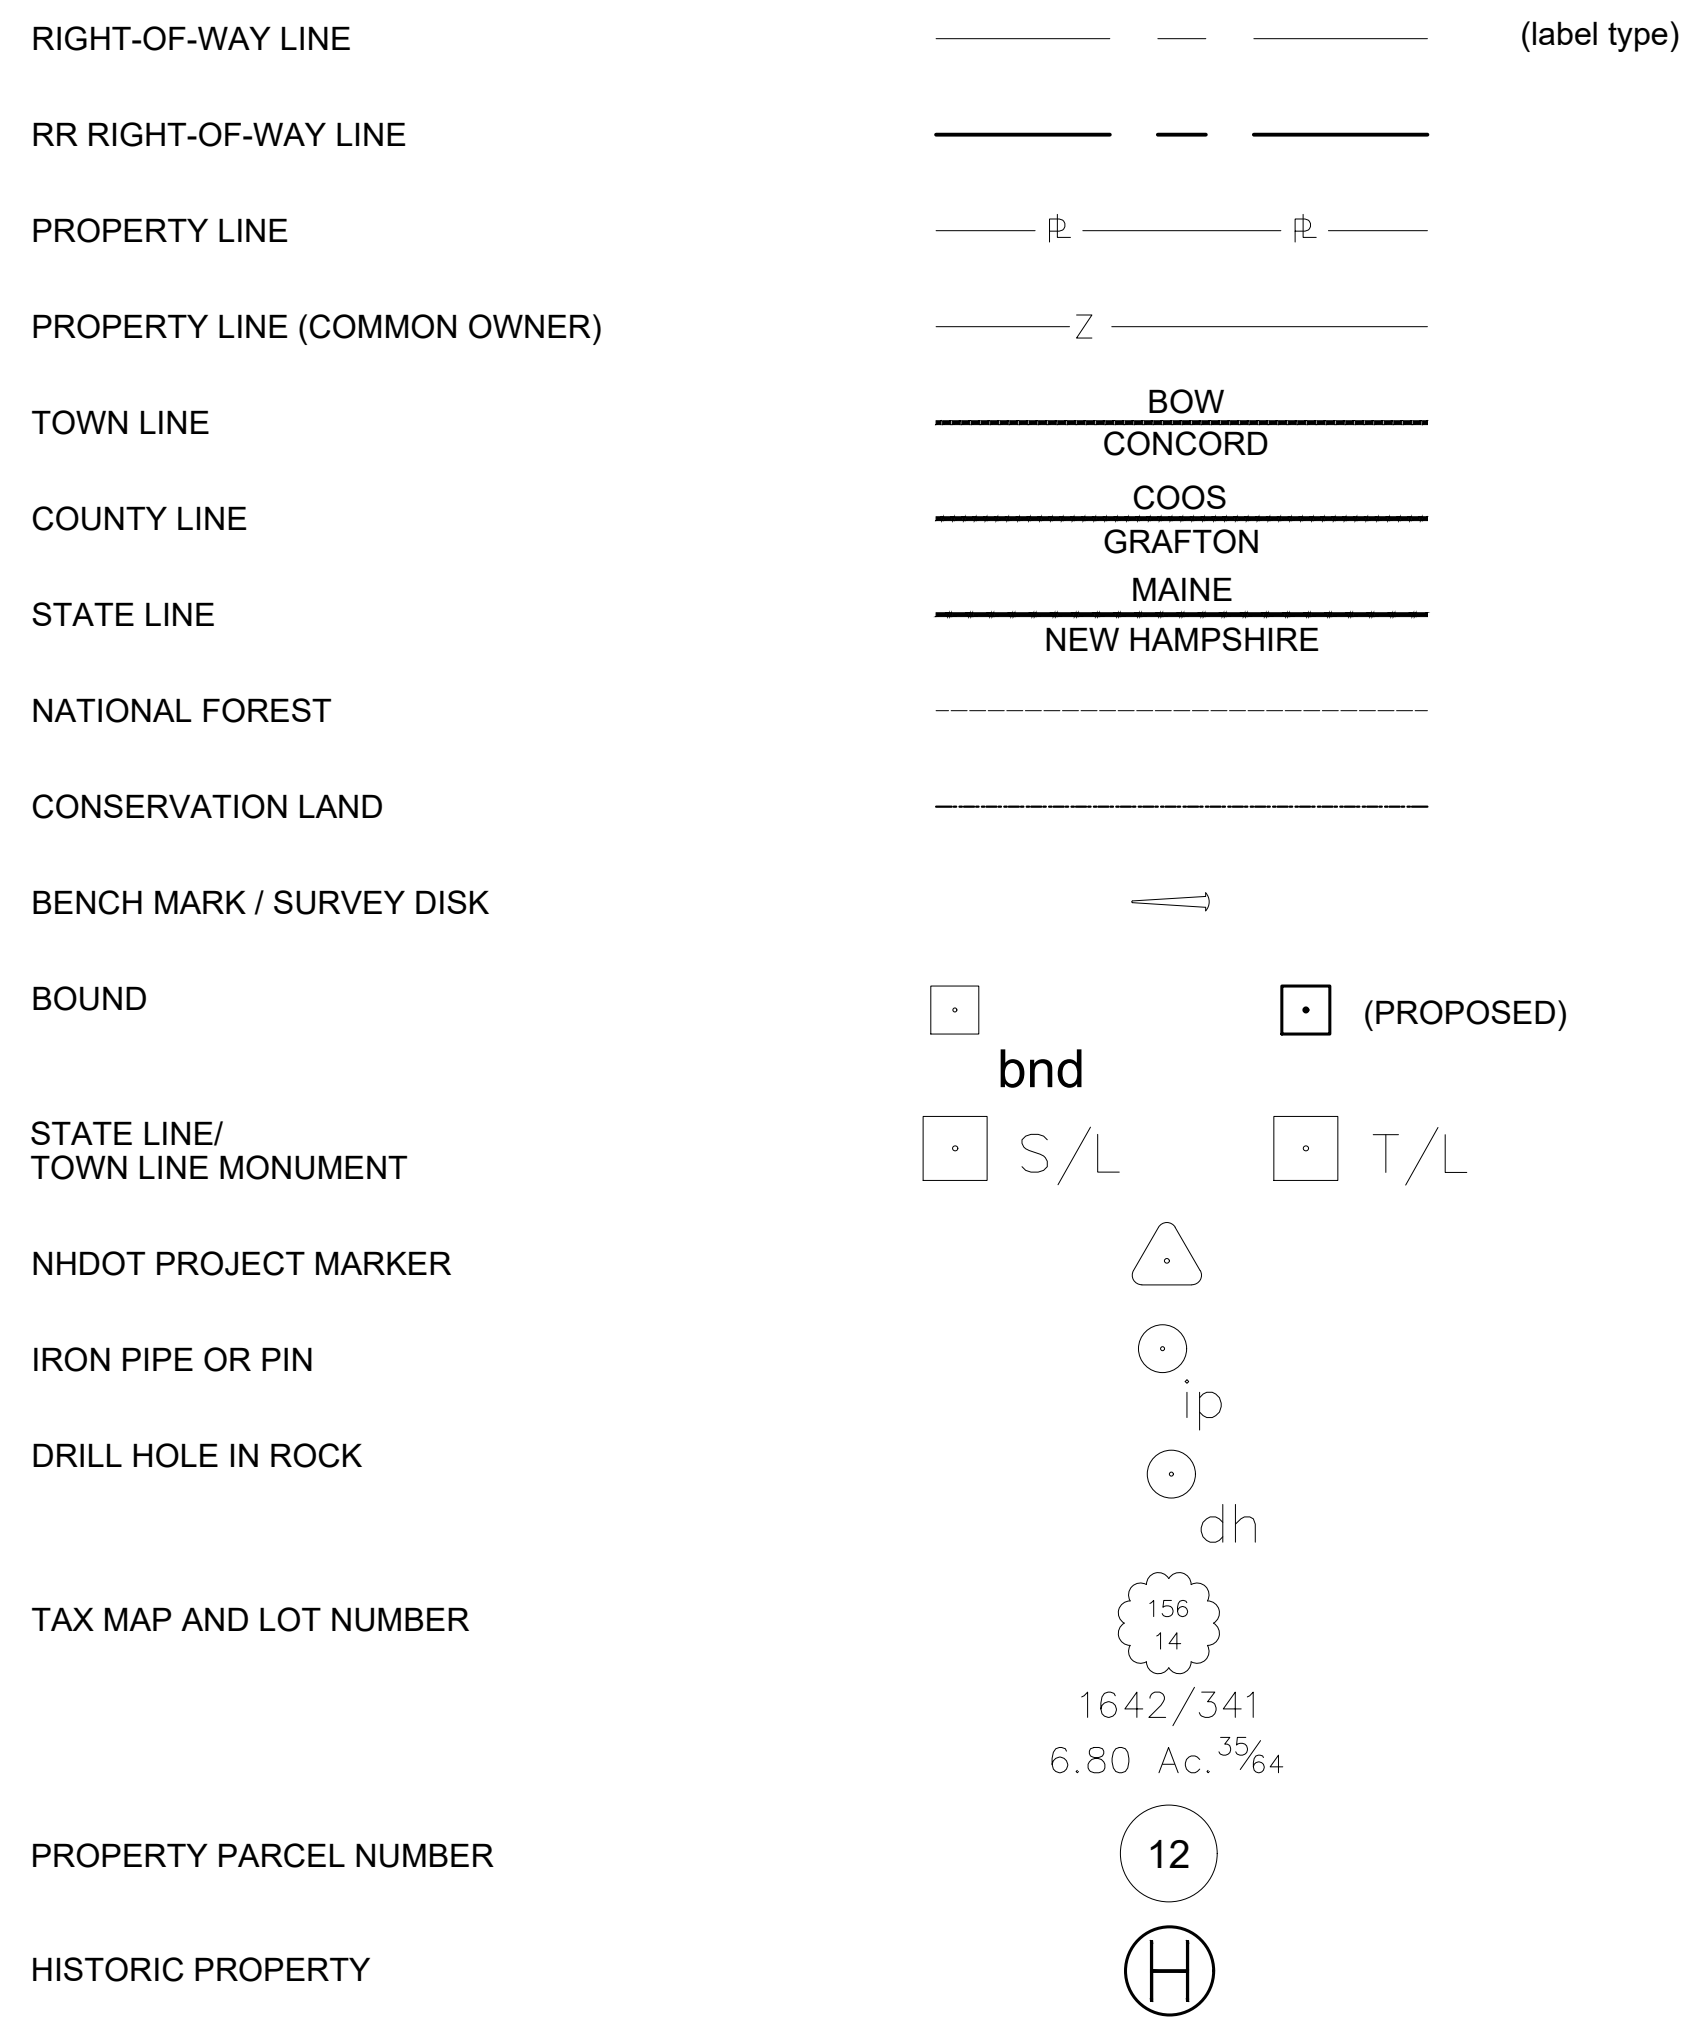 RIGHT-OF-WAY LINE (label type)
RR RIGHT-OF-WAY LINE
PROPERTY LINE PL PL
PROPERTY LINE (COMMON OWNER) Z
BOW
TOWN LINE
CONCORD
COOS
COUNTY LINE
GRAFTON
MAINE
STATE LINE
NEW HAMPSHIRE
NATIONAL FOREST
CONSERVATION LAND
BENCH MARK / SURVEY DISK
BOUND (PROPOSED)
bnd
STATE LINE/
TOWN LINE MONUMENT S/L T/L
NHDOT PROJECT MARKER
IRON PIPE OR PIN
ip
DRILL HOLE IN ROCK
dh
TAX MAP AND LOT NUMBER
156
14
1642/341
6.80 Ac. 35/64
PROPERTY PARCEL NUMBER 12
HISTORIC PROPERTY H